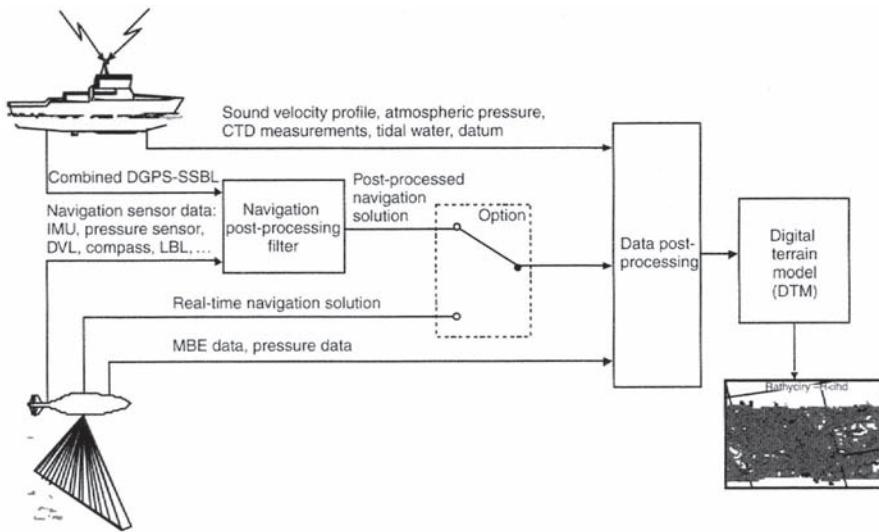 Sound velocity profile, atmospheric pressure,
CTD measurements, tidal water, datum
Combined DGPS-SSBL
Navigation sensor data:
IMU, pressure sensor,
DVL, compass, LBL, ...
Navigation
post-processing
filter
Post-processed
navigation
solution
Option
Real-time navigation solution
MBE data, pressure data
Data post-
processing
Digital
terrain
model
(DTM)